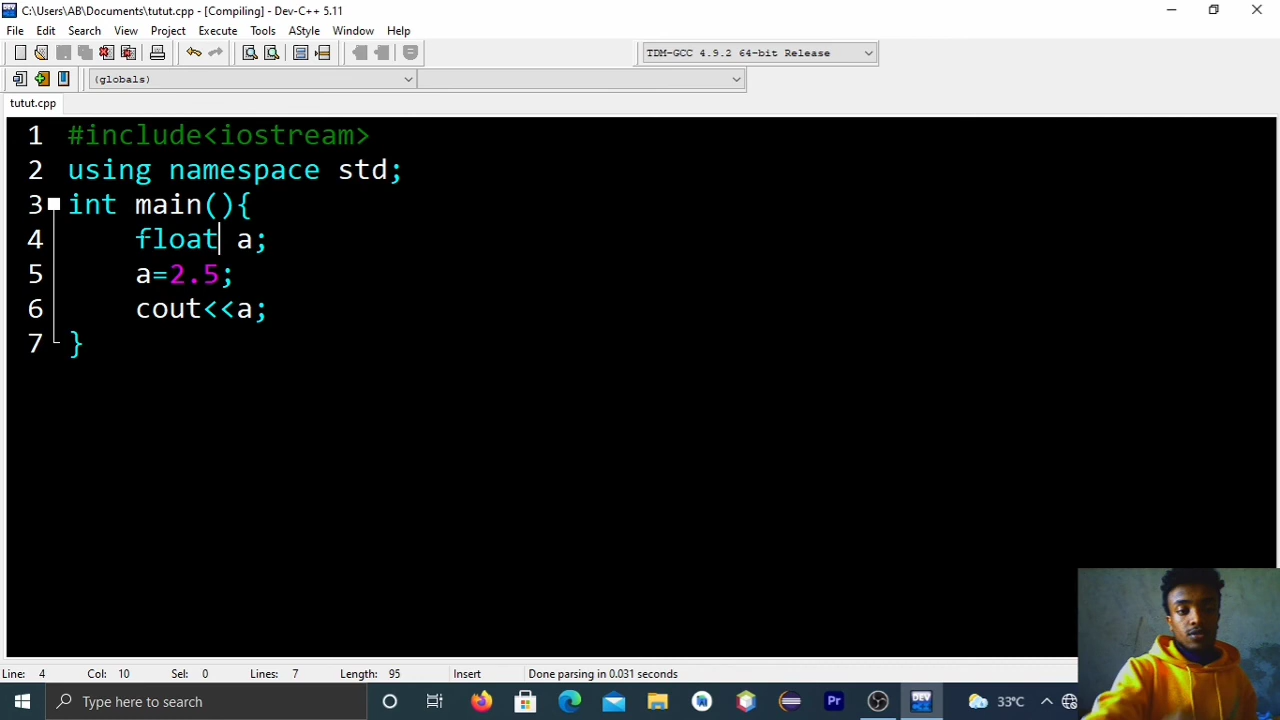 C:\Users\AB\Documents\tutut.cpp - [Compiling] - Dev-C++ 5.11
File Edit Search View Project Execute Tools AStyle Window Help
TDM-GCC 4.9.2 64-bit Release
(globals)
tutut.cpp
1 #include<iostream>
2 using namespace std;
3 int main(){
4 float a;
5 a=2.5;
6 cout<<a;
7 }
Line: 4 Col: 10 Sel: 0 Lines: 7 Length: 95 Insert Done parsing in 0.031 seconds
Type here to search Pr DEV 33°C